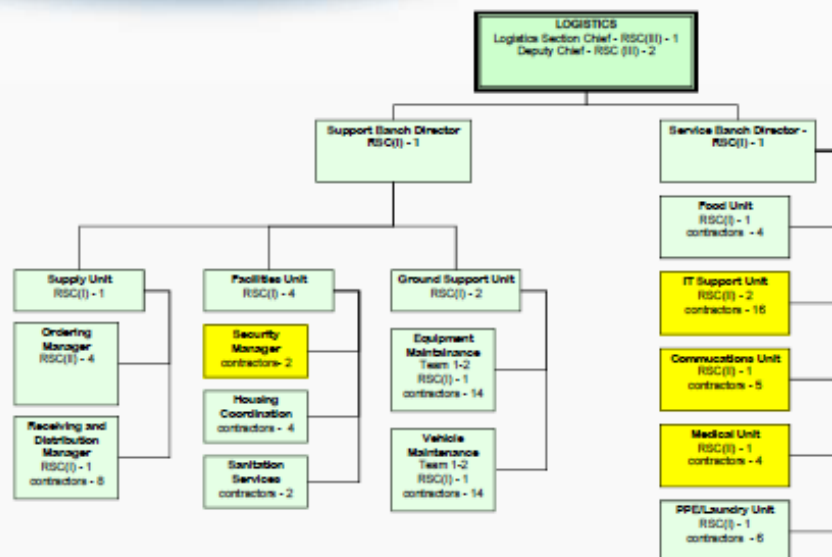 LOGISTICS
Logistics Section Chief - RSC(III) - 1
Deputy Chief - RSC (III) - 2
Support Banch Director
RSC(I) - 1
Service Banch Director -
RSC(I) - 1
Supply Unit
RSC(I) - 1
Ordering
Manager
RSC(II) - 4
Receiving and
Distribution
Manager
RSC(I) - 1
contractors - 8
Facilities Unit
RSC(I) - 4
Security
Manager
contractors- 2
Housing
Coordination
contractors - 4
Sanitation
Services
contractors - 2
Ground Support Unit
RSC(I) - 2
Equipment
Maintainance
Team 1-2
RSC(I) - 1
contractors - 14
Vehicle
Maintenance
Team 1-2
RSC(I) - 1
contractors - 14
Food Unit
RSC(I) - 1
contractors - 4
IT Support Unit
RSC(II) - 2
contractors - 16
Commucations Unit
RSC(II) - 1
contractors - 5
Medical Unit
RSC(II) - 1
contractors - 4
PPE/Laundry Unit
RSC(I) - 1
contractors - 6